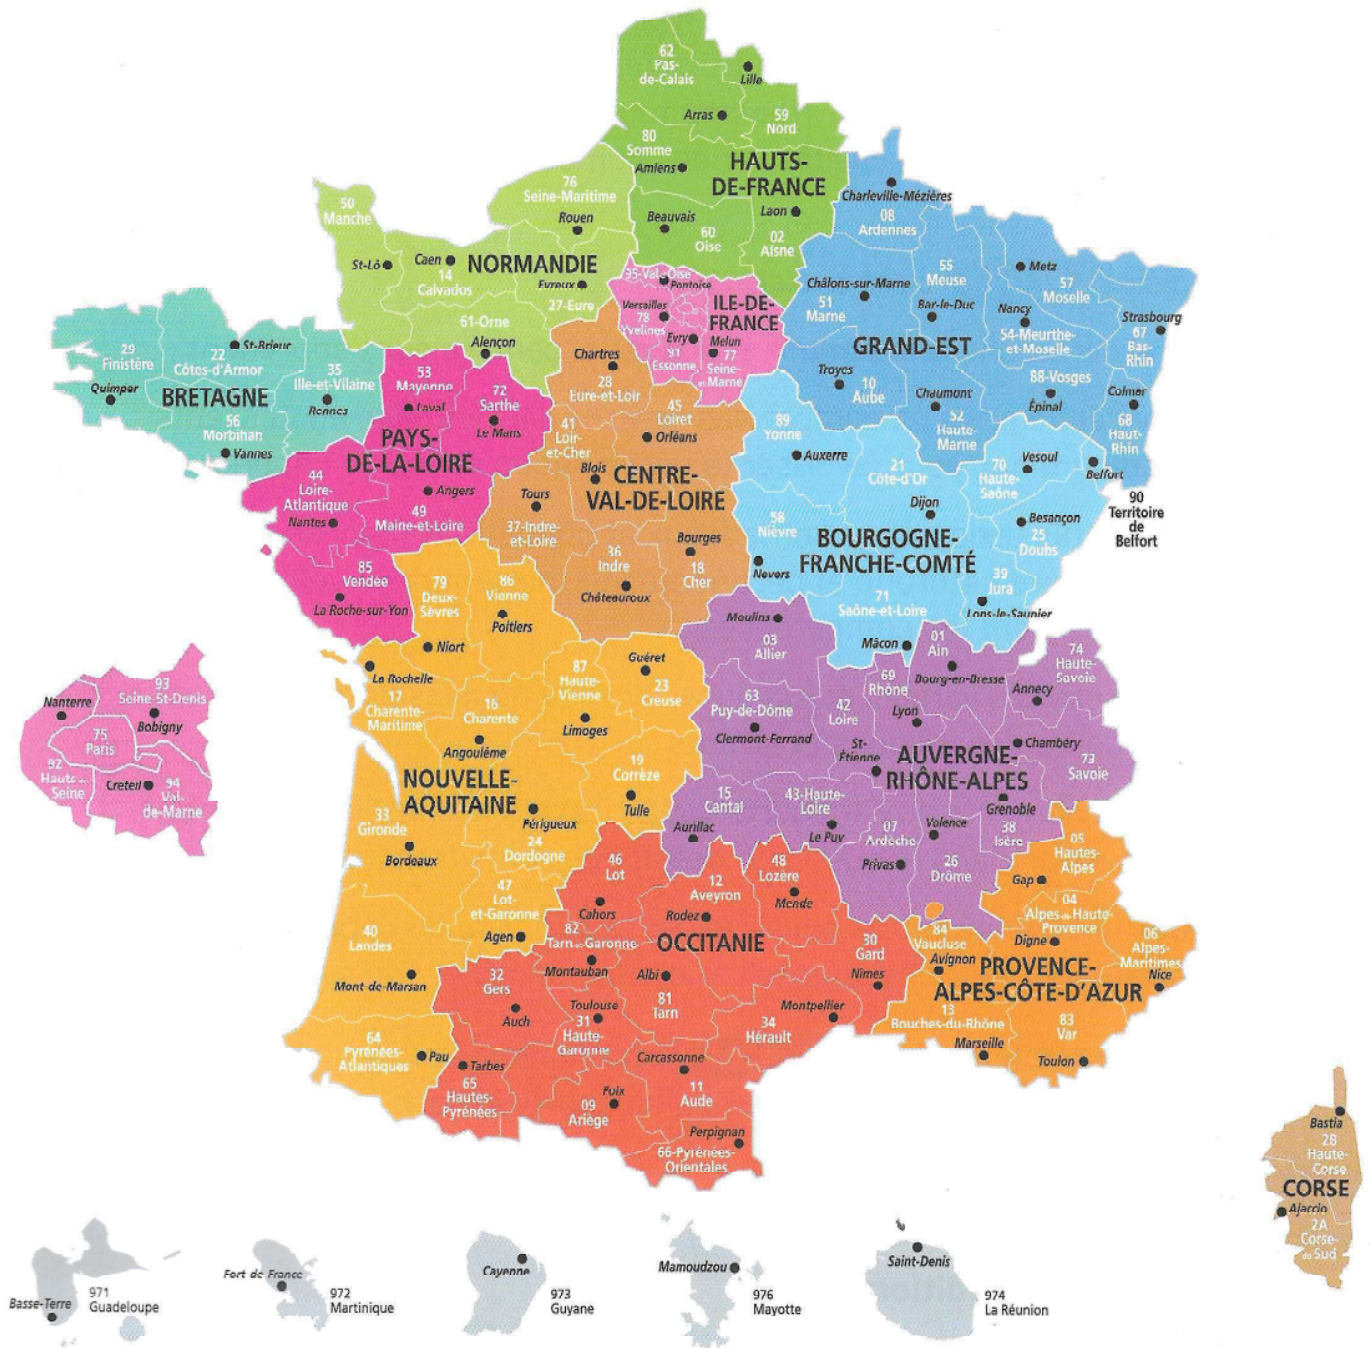 62
Pas-
de-Calais
Lille
Arras
59
Nord
80
Somme
Amiens
HAUTS-
DE-FRANCE
Beauvais
60
Oise
Laon
02
Aisne
76
Seine-Maritime
Rouen
50
Manche
St-Lô
Caen
14
Calvados
NORMANDIE
Evreux
27-Eure
61-Orne
Alençon
95-Val-Oise
Pontoise
Versailles
78
Yvelines
ILE-DE-
FRANCE
Evry
91
Essonne
Melun
77
Seine-
et Marne
Charleville-Mézières
08
Ardennes
Châlons-sur-Marne
51
Marne
55
Meuse
Bar-le-Duc
Metz
57
Moselle
Nancy
54-Meurthe-
et-Moselle
Strasbourg
67
Bas-
Rhin
GRAND-EST
Troyes
10
Aube
Chaumont
52
Haute-
Marne
88-Vosges
Épinal
Colmar
68
Haut-
Rhin
29
Finistère
Quimper
22
Côtes-d'Armor
St-Brieuc
35
Ille-et-Vilaine
Rennes
BRETAGNE
56
Morbihan
Vannes
53
Mayenne
Laval
72
Sarthe
Le Mans
PAYS-
DE-LA-LOIRE
44
Loire-
Atlantique
Nantes
Angers
49
Maine-et-Loire
85
Vendée
La Roche-sur-Yon
Chartres
28
Eure-et-Loir
45
Loiret
Orléans
41
Loir-
et-Cher
Blois
CENTRE-
VAL-DE-LOIRE
Tours
37-Indre-
et-Loire
36
Indre
Châteauroux
Bourges
18
Cher
89
Yonne
Auxerre
21
Côte-d'Or
Dijon
70
Haute-
Saône
Vesoul
Belfort
90
Territoire
de
Belfort
58
Nièvre
Nevers
BOURGOGNE-
FRANCHE-COMTÉ
Besançon
25
Doubs
39
Jura
Lons-le-Saunier
71
Saône-et-Loire
Mâcon
79
Deux-
Sèvres
Niort
86
Vienne
Poitiers
La Rochelle
17
Charente-
Maritime
16
Charente
Angoulême
87
Haute-
Vienne
Limoges
Guéret
23
Creuse
19
Corrèze
Tulle
NOUVELLE-
AQUITAINE
33
Gironde
Bordeaux
Périgueux
24
Dordogne
47
Lot-
et-Garonne
Agen
40
Landes
Mont-de-Marsan
64
Pyrénées-
Atlantiques
Pau
Moulins
03
Allier
63
Puy-de-Dôme
Clermont-Ferrand
42
Loire
St-
Étienne
69
Rhône
Lyon
01
Ain
Bourg-en-Bresse
74
Haute-
Savoie
Annecy
Chambéry
73
Savoie
AUVERGNE-
RHÔNE-ALPES
15
Cantal
Aurillac
43-Haute-
Loire
Le Puy
07
Ardèche
Privas
Valence
26
Drôme
Grenoble
38
Isère
46
Lot
Cahors
12
Aveyron
Rodez
48
Lozère
Mende
82
Tarn et Garonne
Montauban
OCCITANIE
30
Gard
Nîmes
32
Gers
Auch
Toulouse
31
Haute-
Garonne
Albi
81
Tarn
Montpellier
34
Hérault
Tarbes
65
Hautes-
Pyrénées
Foix
09
Ariège
Carcassonne
11
Aude
Perpignan
66-Pyrénées-
Orientales
05
Hautes-
Alpes
Gap
04
Alpes de Haute-
Provence
Digne
06
Alpes-
Maritimes
Nice
84
Vaucluse
Avignon
PROVENCE-
ALPES-CÔTE-D'AZUR
13
Bouches-du-Rhône
Marseille
83
Var
Toulon
93
Seine-St-Denis
Nanterre
Bobigny
75
Paris
92
Hauts de
Seine
Creteil
94
Val-
de-Marne
Bastia
2B
Haute-
Corse
CORSE
Ajaccio
2A
Corse-
du Sud
Basse-Terre
971
Guadeloupe
Fort de France
972
Martinique
Cayenne
973
Guyane
Mamoudzou
976
Mayotte
Saint-Denis
974
La Réunion